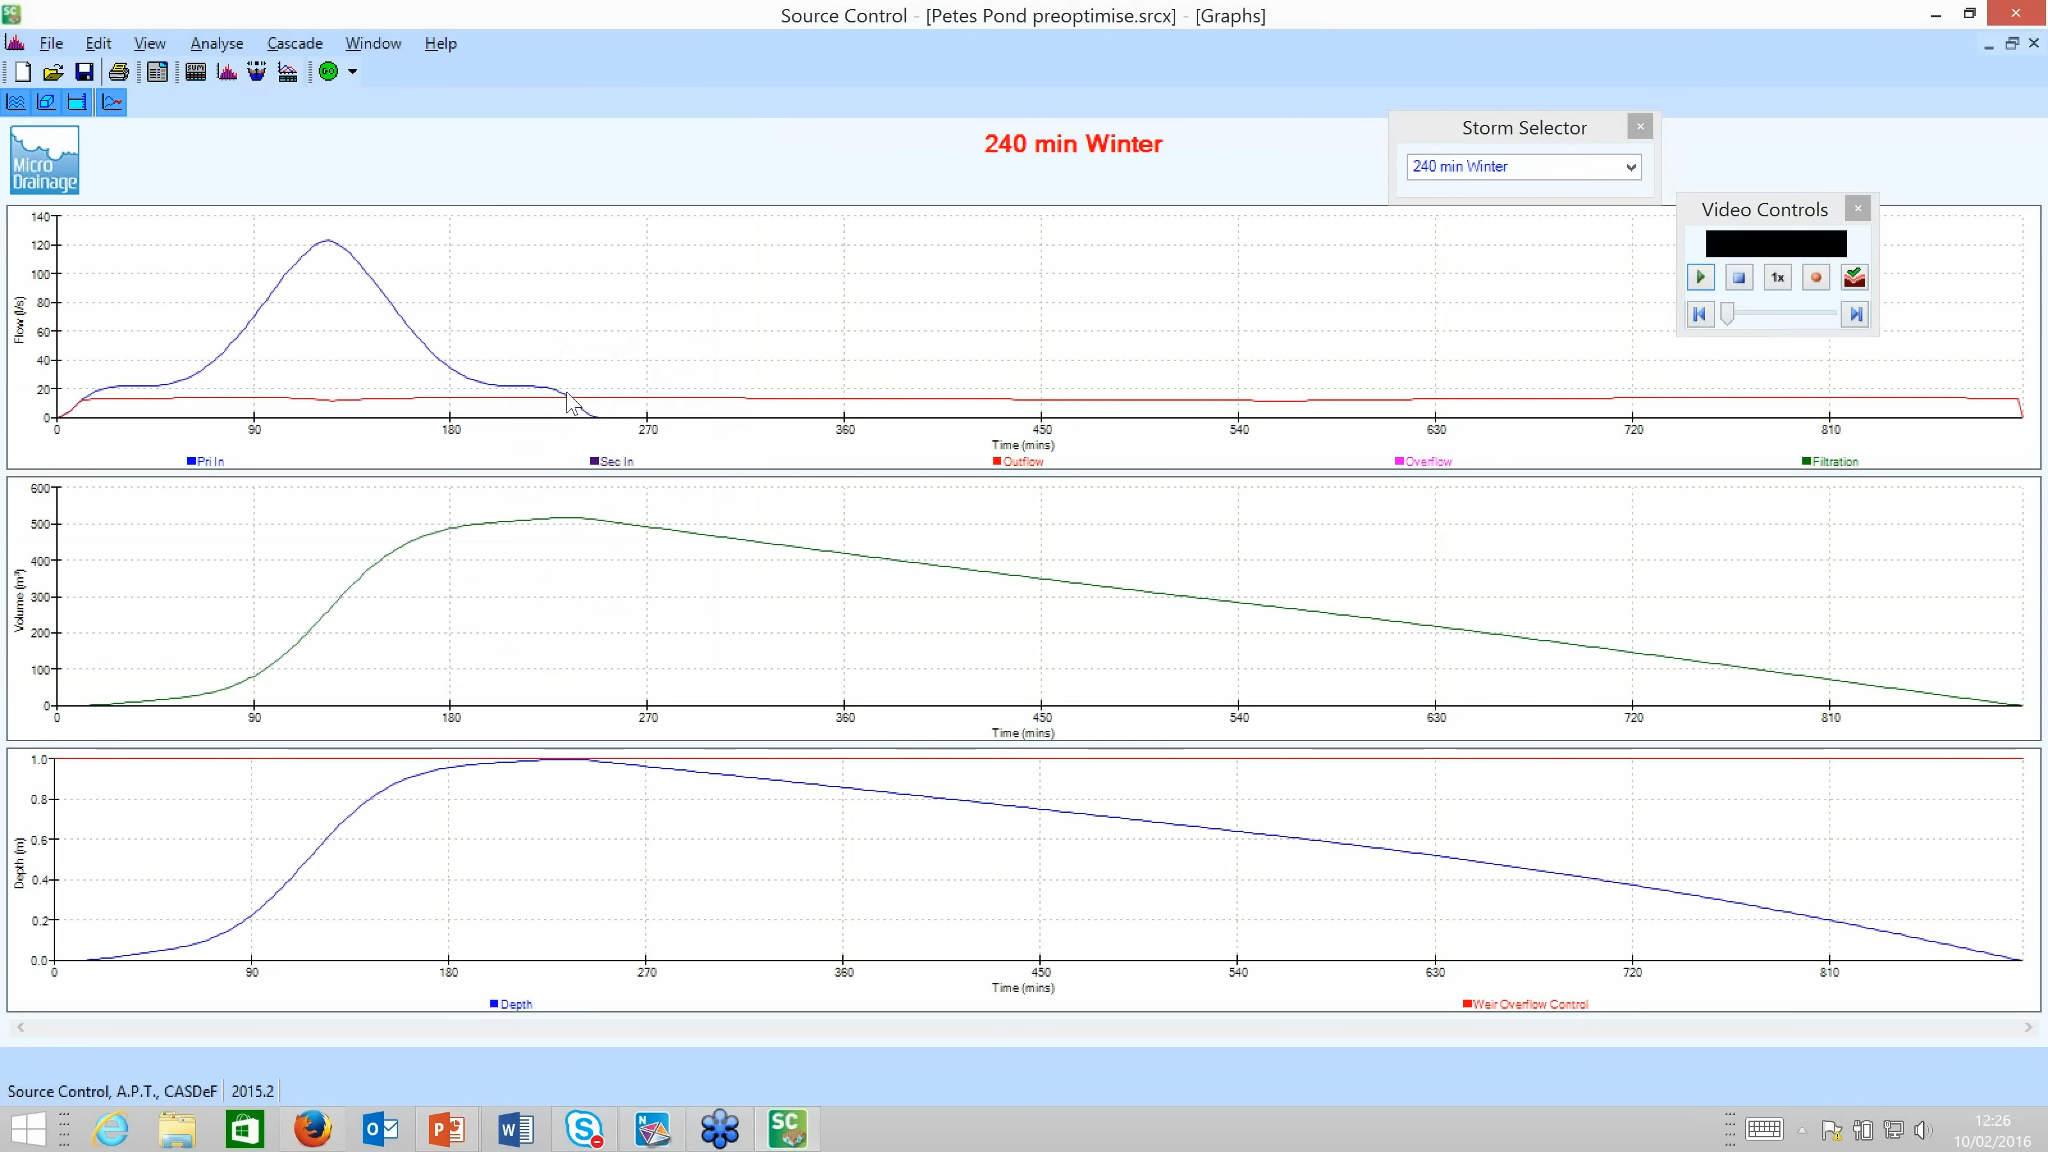 SC Source Control - [Petes Pond preoptimise.srcx] - [Graphs]
File Edit View Analyse Cascade Window Help
SUM GO
Micro
Drainage
240 min Winter
Storm Selector
240 min Winter
Video Controls
1x
Flow (l/s)
140
120
100
80
60
40
20
0
0 90 180 270 360 450 540 630 720 810
Time (mins)
Pri In Sec In Outflow Overflow Filtration
Volume (m³)
600
500
400
300
200
100
0
0 90 180 270 360 450 540 630 720 810
Time (mins)
Depth (m)
1.0
0.8
0.6
0.4
0.2
0.0
0 90 180 270 360 450 540 630 720 810
Time (mins)
Depth Weir Overflow Control
Source Control, A.P.T., CASDeF 2015.2
SC
12:26
10/02/2016